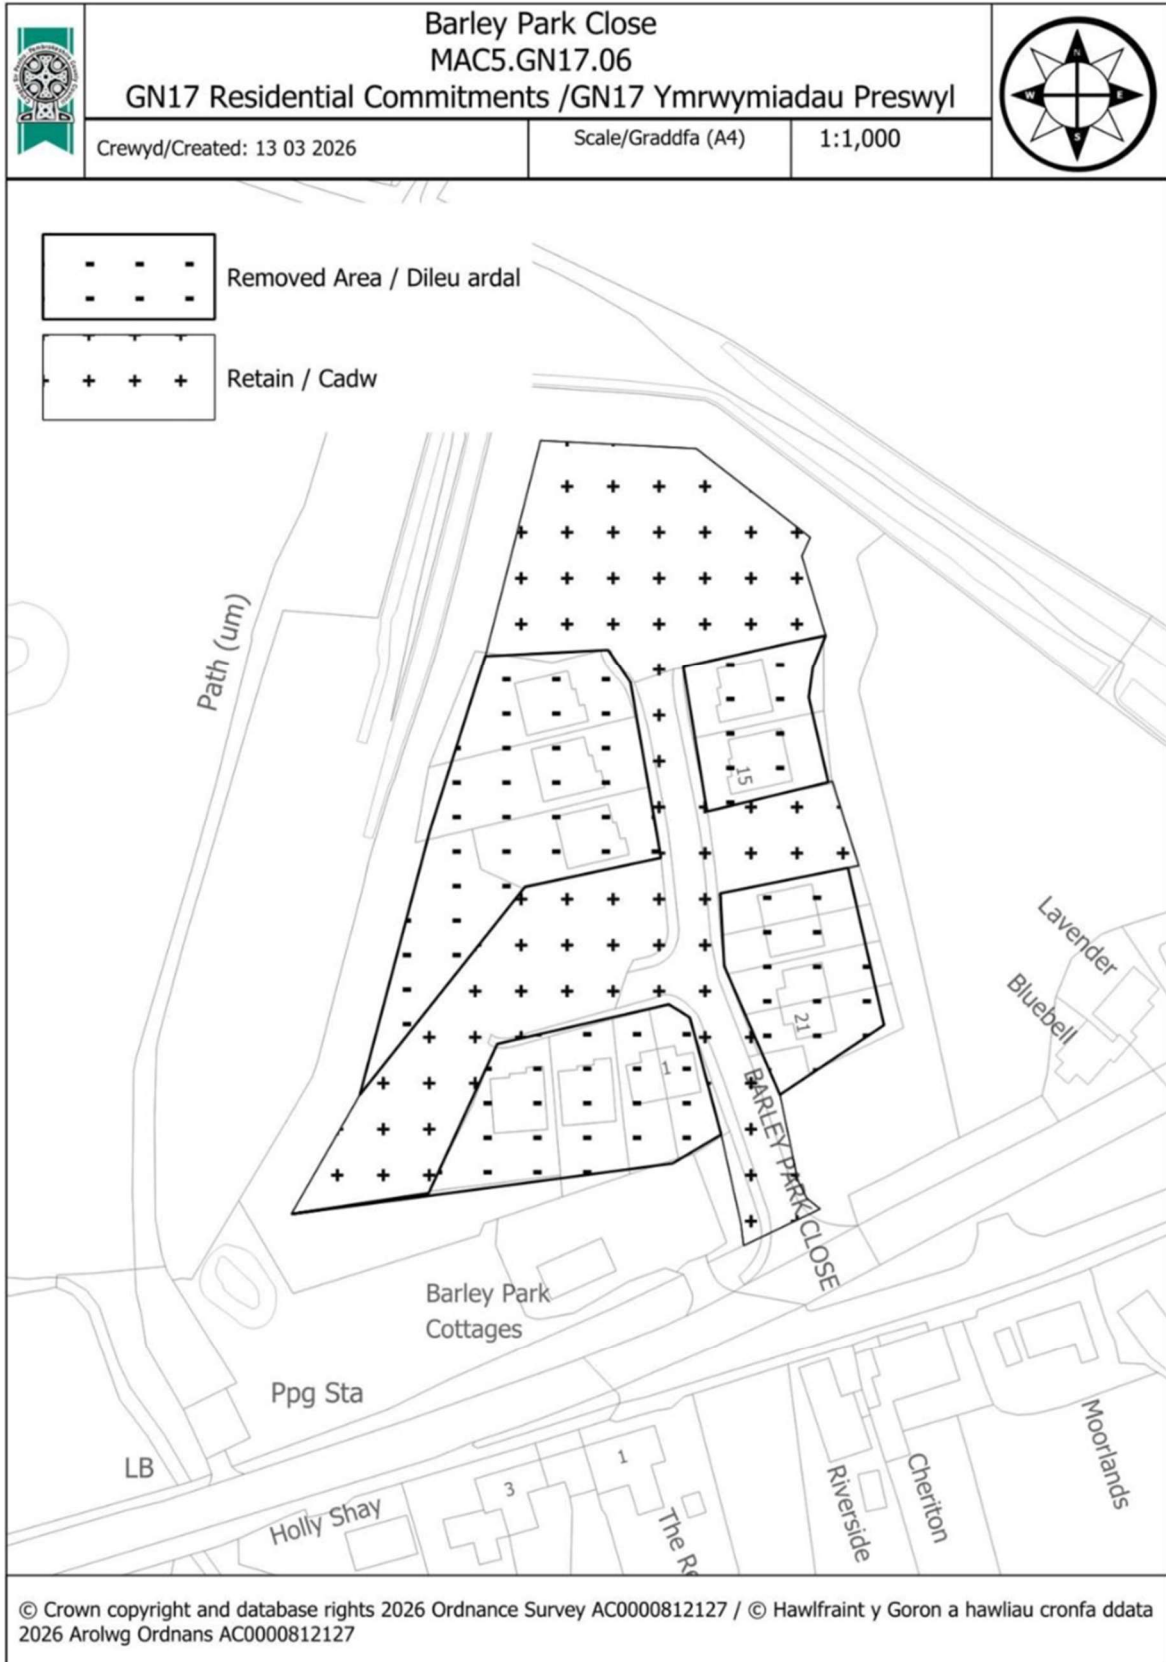 Barley Park Close
MAC5.GN17.06
GN17 Residential Commitments /GN17 Ymrwymiadau Preswyl
Crewyd/Created: 13 03 2026
Scale/Graddfa (A4)
1:1,000
N
W
E
S
Removed Area / Dileu ardal
Retain / Cadw
Path (um)
15
Lavender
Bluebell
21
1
BARLEY PARK CLOSE
Barley Park
Cottages
Ppg Sta
LB
Holly Shay
3
1
The Re
Riverside
Cheriton
Moorlands
© Crown copyright and database rights 2026 Ordnance Survey AC0000812127 / © Hawlfraint y Goron a hawliau cronfa ddata
2026 Arolwg Ordnans AC0000812127